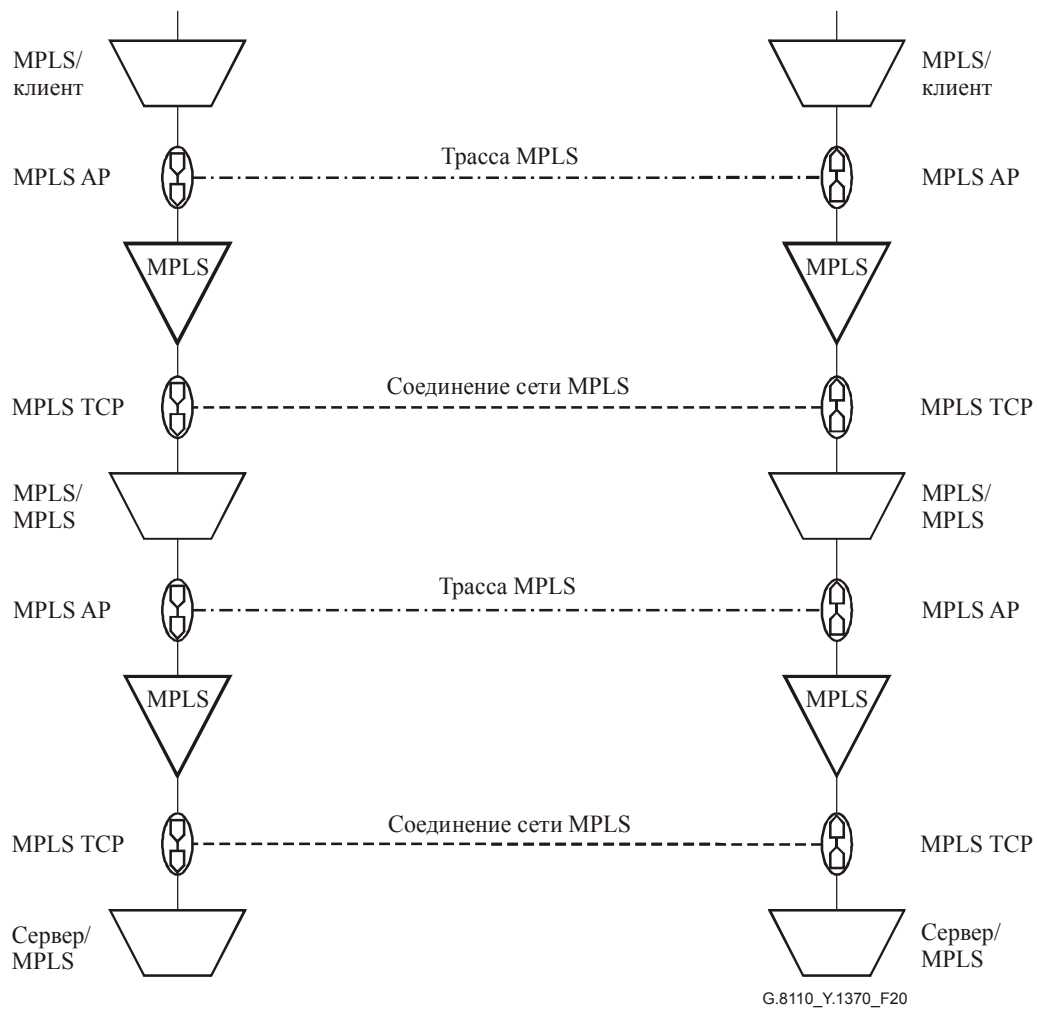 MPLS/
клиент
MPLS/
клиент
MPLS AP
Трасса MPLS
MPLS AP
MPLS
MPLS
MPLS TCP
Соединение сети MPLS
MPLS TCP
MPLS/
MPLS
MPLS/
MPLS
MPLS AP
Трасса MPLS
MPLS AP
MPLS
MPLS
MPLS TCP
Соединение сети MPLS
MPLS TCP
Сервер/
MPLS
Сервер/
MPLS
G.8110_Y.1370_F20